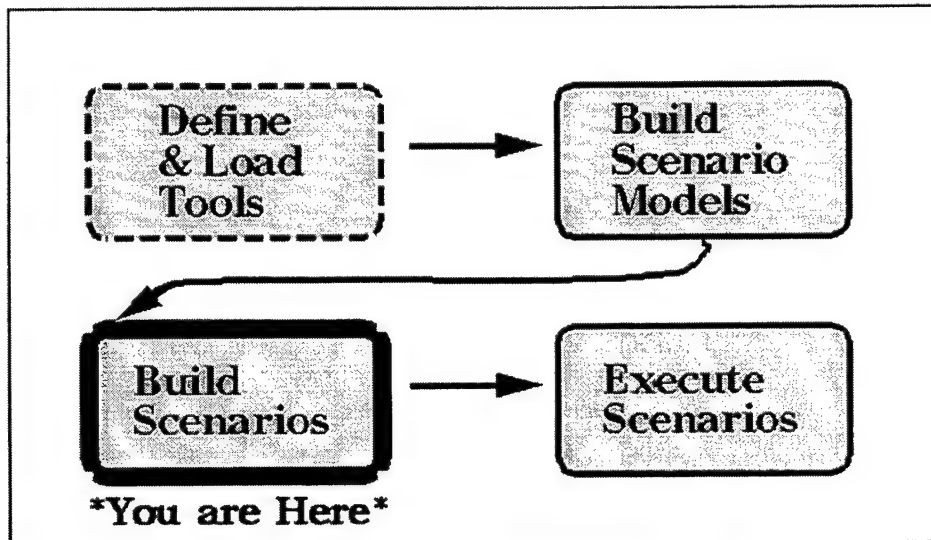 Define
& Load
Tools
Build
Scenario
Models
Build
Scenarios
*You are Here*
Execute
Scenarios